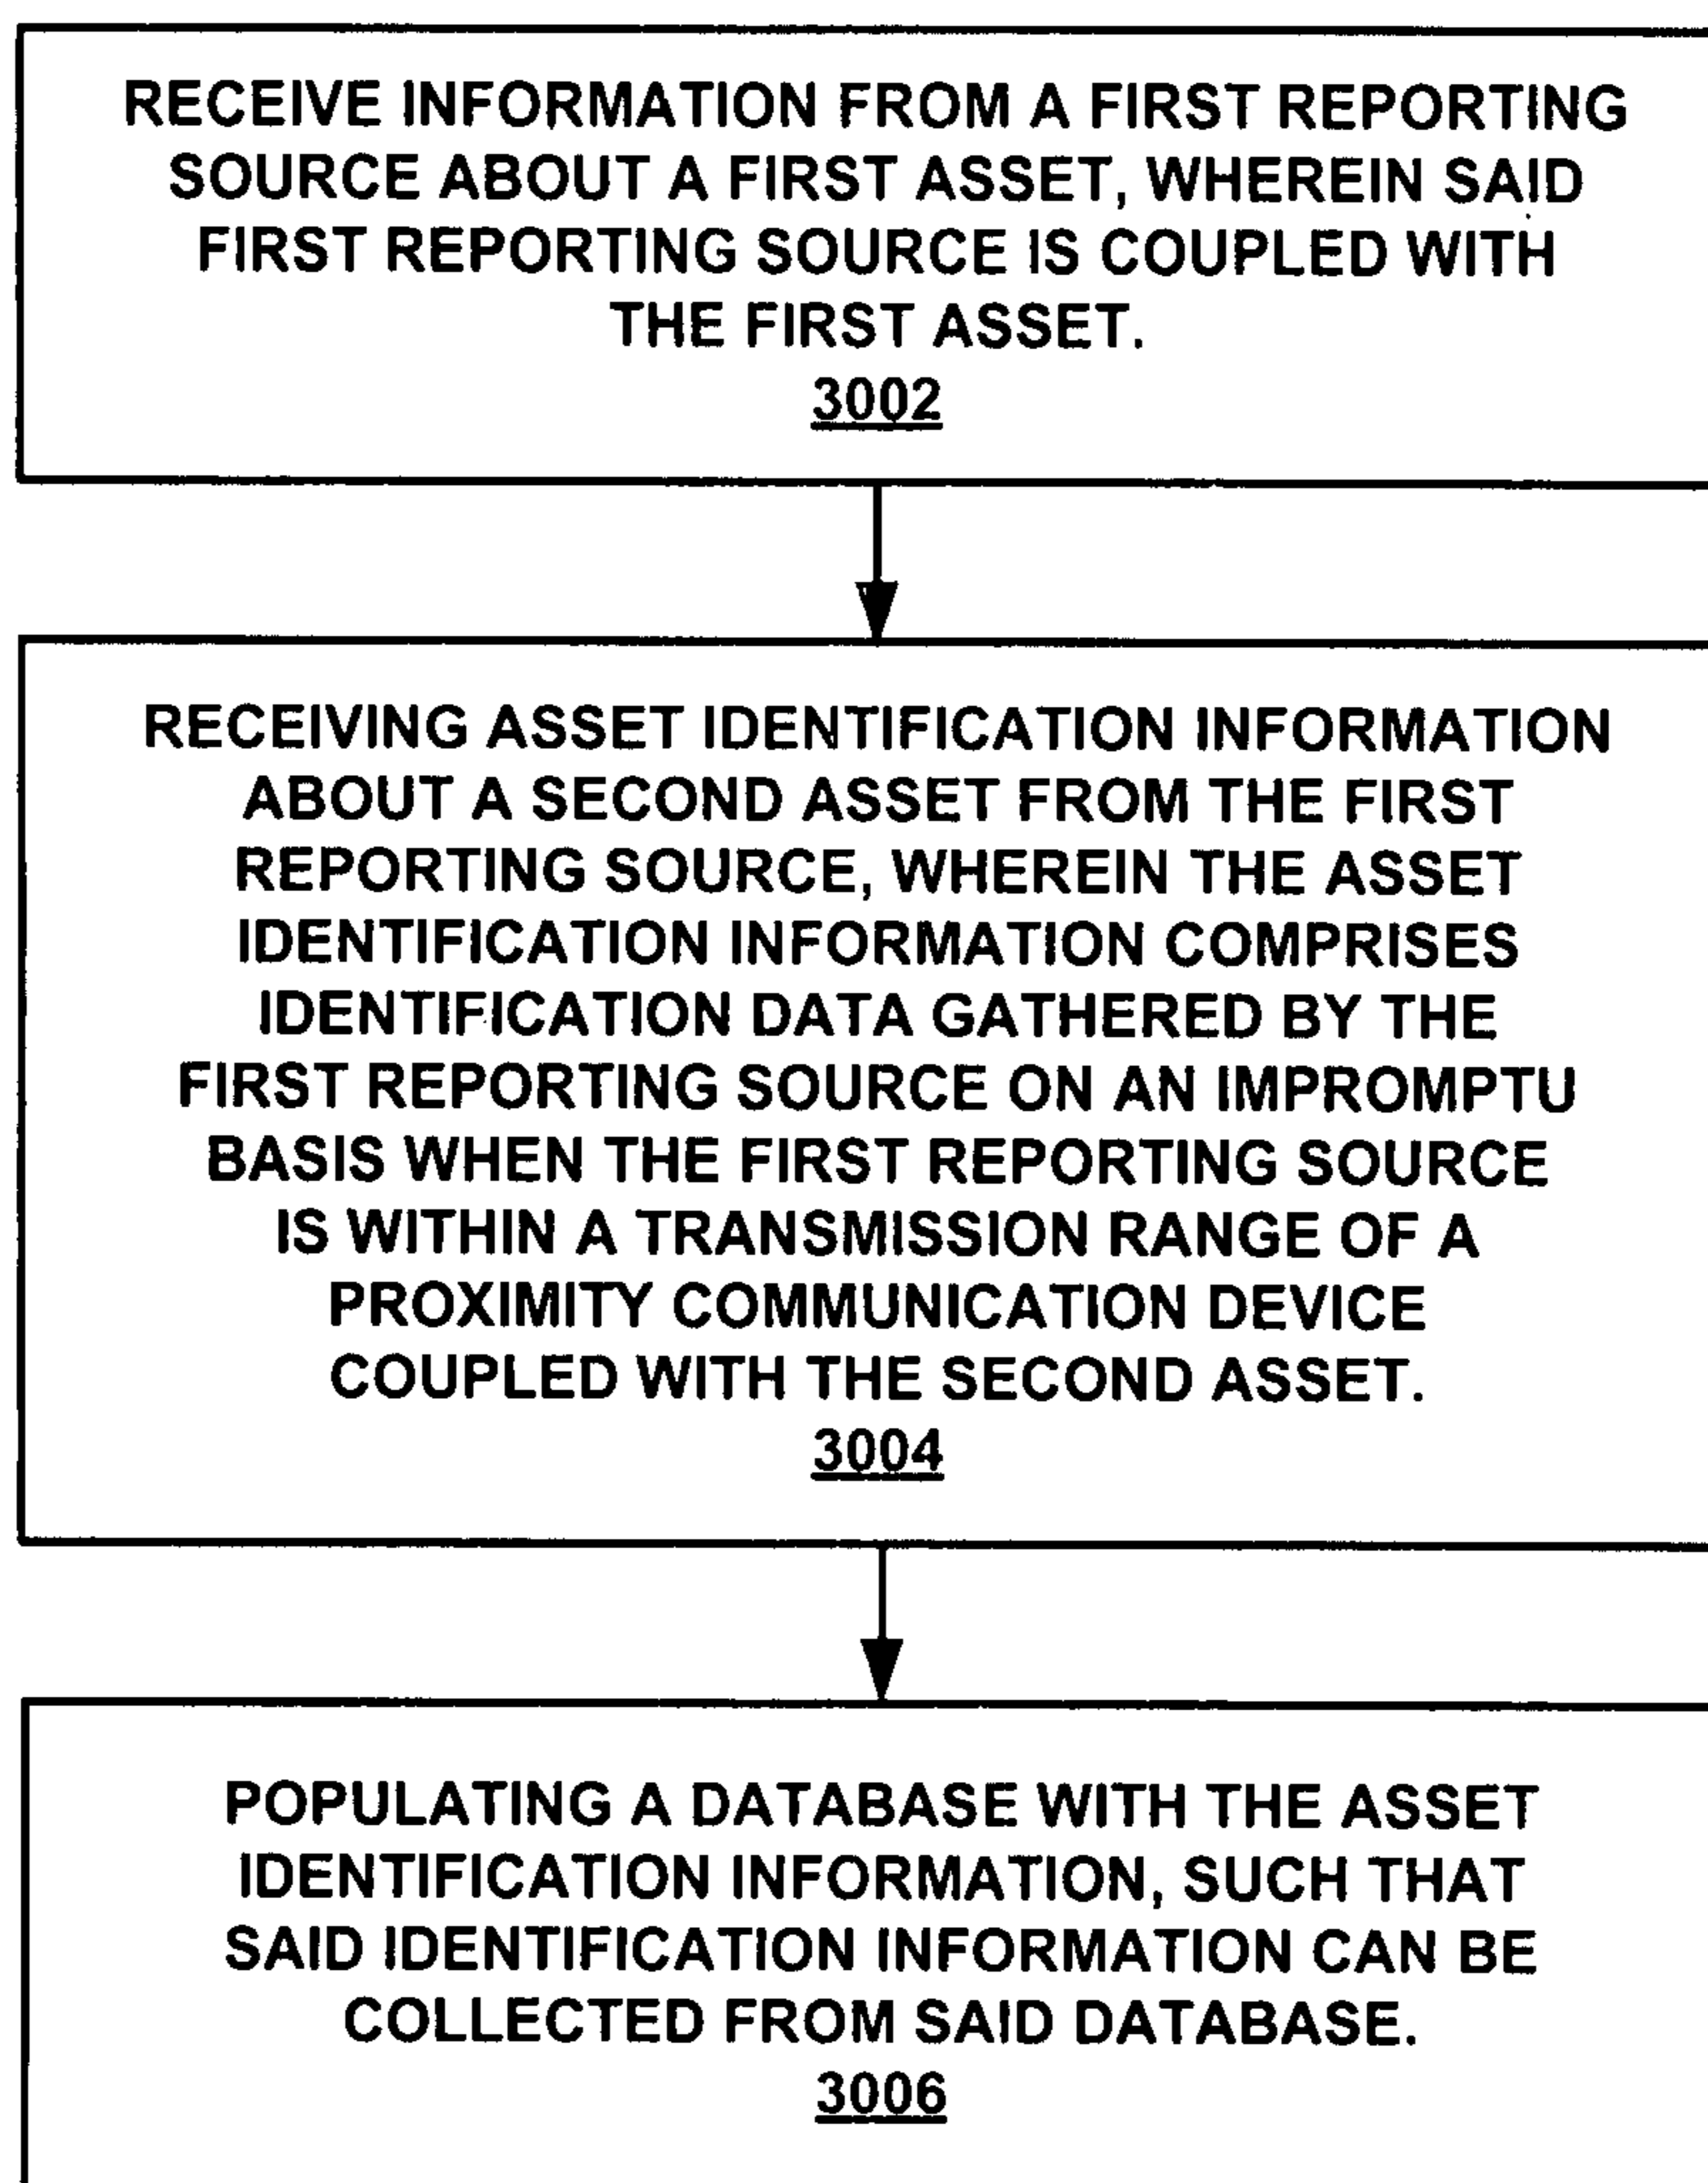 RECEIVE INFORMATION FROM A FIRST REPORTING
SOURCE ABOUT A FIRST ASSET, WHEREIN SAID
FIRST REPORTING SOURCE IS COUPLED WITH
THE FIRST ASSET.
3002
RECEIVING ASSET IDENTIFICATION INFORMATION
ABOUT A SECOND ASSET FROM THE FIRST
REPORTING SOURCE, WHEREIN THE ASSET
IDENTIFICATION INFORMATION COMPRISES
IDENTIFICATION DATA GATHERED BY THE
FIRST REPORTING SOURCE ON AN IMPROMPTU
BASIS WHEN THE FIRST REPORTING SOURCE
IS WITHIN A TRANSMISSION RANGE OF A
PROXIMITY COMMUNICATION DEVICE
COUPLED WITH THE SECOND ASSET.
3004
POPULATING A DATABASE WITH THE ASSET
IDENTIFICATION INFORMATION, SUCH THAT
SAID IDENTIFICATION INFORMATION CAN BE
COLLECTED FROM SAID DATABASE.
3006